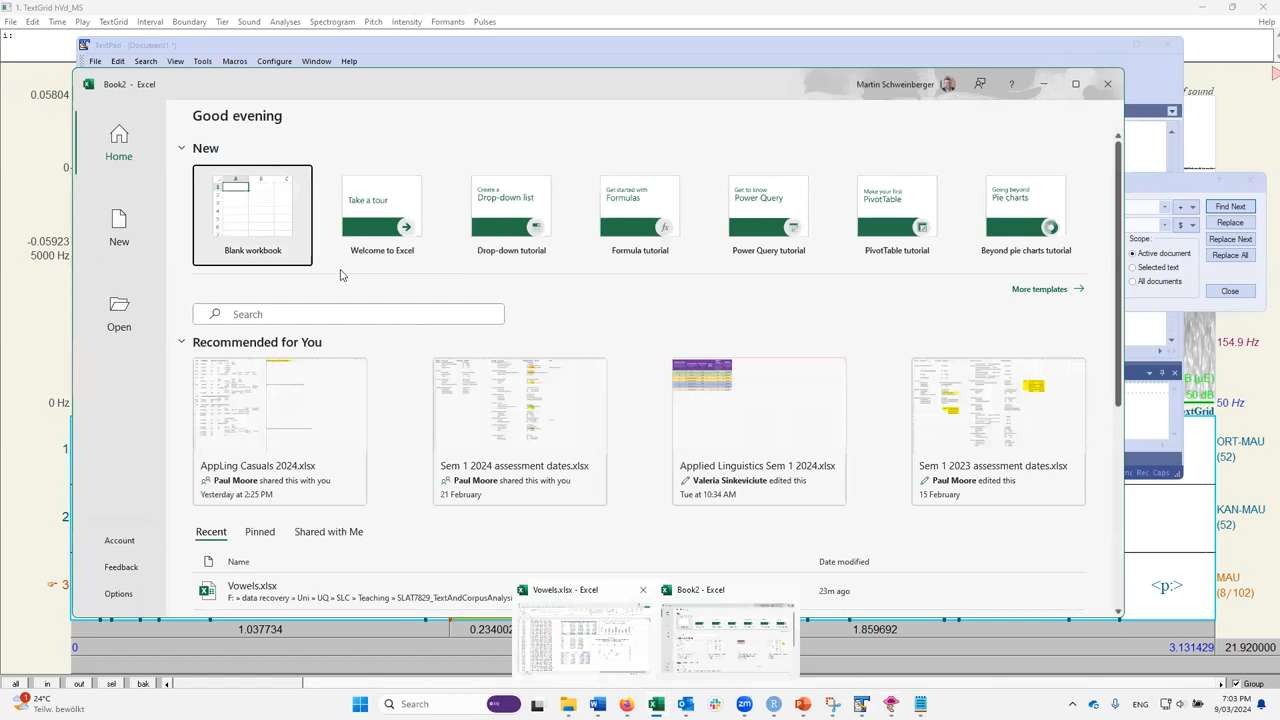 1. TextGrid hVd_MS
File Edit Time Play TextGrid Interval Boundary Tier Sound Analyses Spectrogram Pitch Intensity Formants Pulses Help
i:
TextPad - [Document1 *]
File Edit Search View Tools Macros Configure Window Help
Book2 - Excel
Martin Schweinberger
0.05804
0
-0.05923
5000 Hz
0 Hz
1
2
3
Home
New
Open
Account
Feedback
Options
Good evening
New
A B C
Blank workbook
Take a tour
Welcome to Excel
Create a
Drop-down list
Drop-down tutorial
Get started with
Formulas
Formula tutorial
Get to know
Power Query
Power Query tutorial
Make your first
PivotTable
PivotTable tutorial
Going beyond
Pie charts
Beyond pie charts tutorial
More templates
Search
Recommended for You
AppLing Casuals 2024.xlsx
Paul Moore shared this with you
Yesterday at 2:25 PM
Sem 1 2024 assessment dates.xlsx
Paul Moore shared this with you
21 February
Applied Linguistics Sem 1 2024.xlsx
Valeria Sinkeviciute edited this
Tue at 10:34 AM
Sem 1 2023 assessment dates.xlsx
Paul Moore edited this
15 February
Recent Pinned Shared with Me
Name Date modified
Vowels.xlsx
F: » data recovery » Uni » UQ » SLC » Teaching » SLAT7829_TextAndCorpusAnalysi
23m ago
Vowels.xlsx - Excel
Book2 - Excel
of sound
Find Next
Replace
Replace Next
Replace All
Close
Scope:
Active document
Selected text
All documents
154.9 Hz
50 dB
50 Hz
xtGrid
Rec Caps
ORT-MAU
(52)
KAN-MAU
(52)
MAU
(8/102)
<p:>
1.037734 0.234002 1.859692
0 3.131429 21.920000
all in out sel bak Group
24°C
Teilw. bewölkt
Search
ENG
7:03 PM
9/03/2024